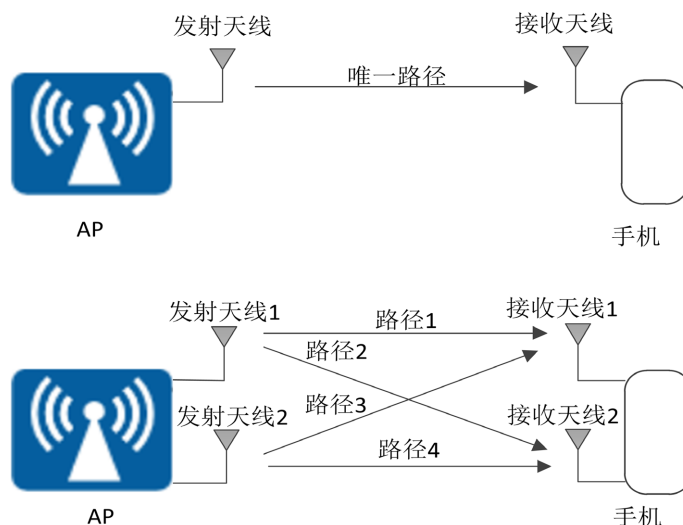 发射天线
接收天线
唯一路径
AP
手机
发射天线1
路径1
接收天线1
路径2
路径3
发射天线2
接收天线2
路径4
AP
手机